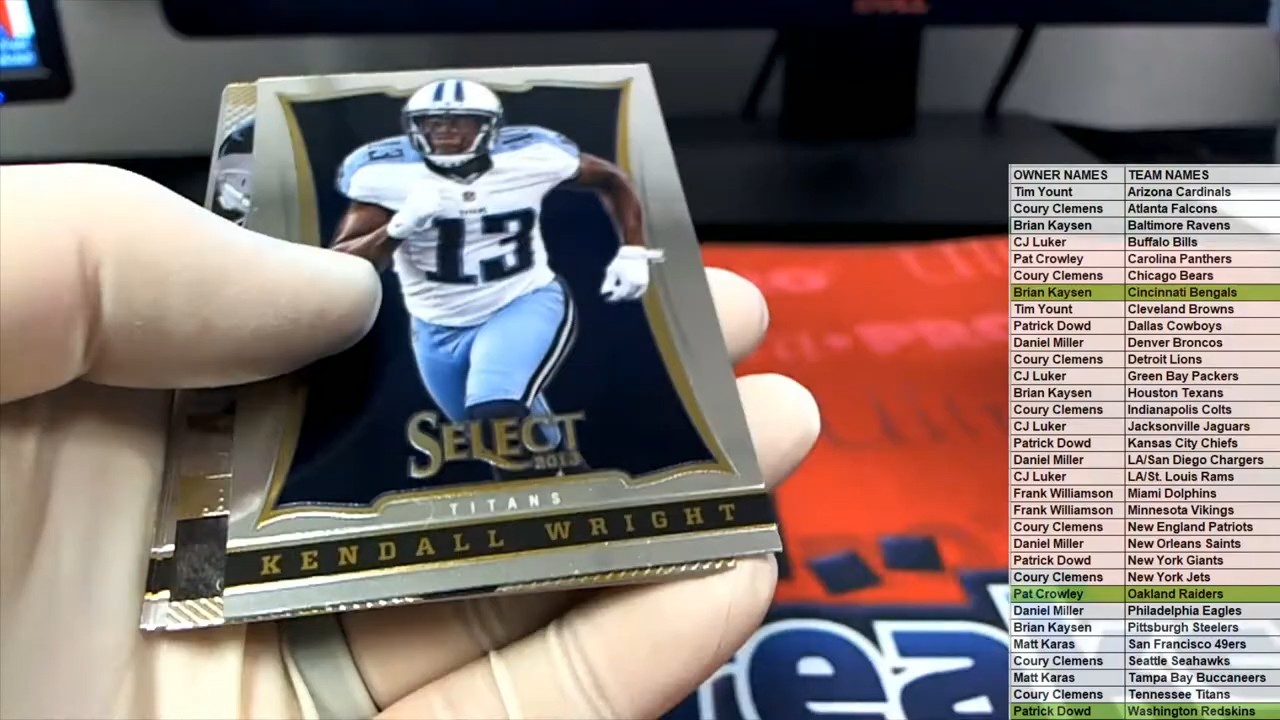 DELL
13
13
SELECT
2013
TITANS
KENDALL WRIGHT
OWNER NAMES TEAM NAMES
Tim Yount Arizona Cardinals
Coury Clemens Atlanta Falcons
Brian Kaysen Baltimore Ravens
CJ Luker Buffalo Bills
Pat Crowley Carolina Panthers
Coury Clemens Chicago Bears
Brian Kaysen Cincinnati Bengals
Tim Yount Cleveland Browns
Patrick Dowd Dallas Cowboys
Daniel Miller Denver Broncos
Coury Clemens Detroit Lions
CJ Luker Green Bay Packers
Brian Kaysen Houston Texans
Coury Clemens Indianapolis Colts
CJ Luker Jacksonville Jaguars
Patrick Dowd Kansas City Chiefs
Daniel Miller LA/San Diego Chargers
CJ Luker LA/St. Louis Rams
Frank Williamson Miami Dolphins
Frank Williamson Minnesota Vikings
Coury Clemens New England Patriots
Daniel Miller New Orleans Saints
Patrick Dowd New York Giants
Coury Clemens New York Jets
Pat Crowley Oakland Raiders
Daniel Miller Philadelphia Eagles
Brian Kaysen Pittsburgh Steelers
Matt Karas San Francisco 49ers
Coury Clemens Seattle Seahawks
Matt Karas Tampa Bay Buccaneers
Coury Clemens Tennessee Titans
Patrick Dowd Washington Redskins